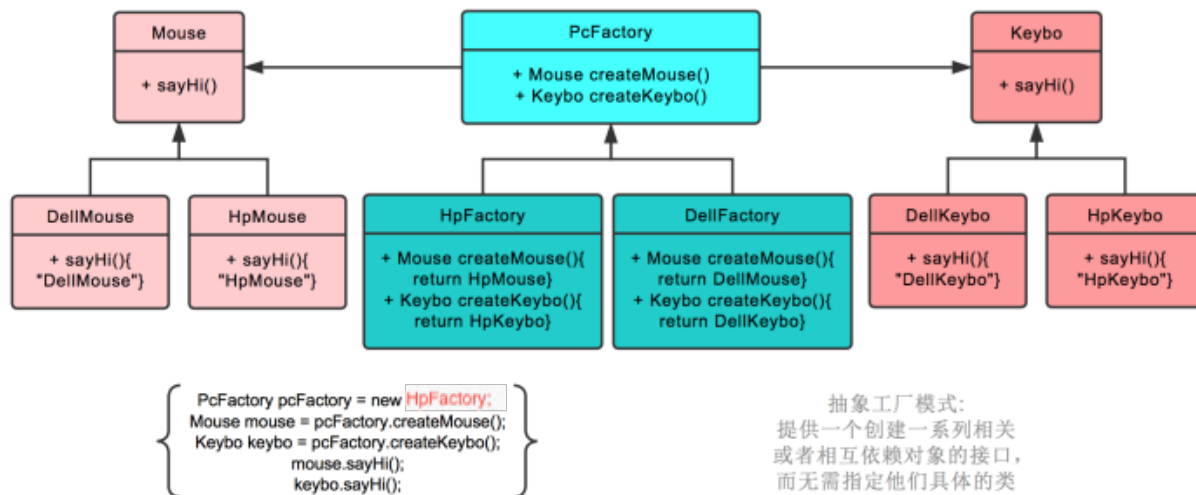 Mouse
+ sayHi()
PcFactory
+ Mouse createMouse()
+ Keybo createKeybo()
Keybo
+ sayHi()
DellMouse
+ sayHi(){
"DellMouse"}
HpMouse
+ sayHi(){
"HpMouse"}
HpFactory
+ Mouse createMouse(){
return HpMouse}
+ Keybo createKeybo(){
return HpKeybo}
DellFactory
+ Mouse createMouse(){
return DellMouse}
+ Keybo createKeybo(){
return DellKeybo}
DellKeybo
+ sayHi(){
"DellKeybo"}
HpKeybo
+ sayHi(){
"HpKeybo"}
PcFactory pcFactory = new HpFactory;
Mouse mouse = pcFactory.createMouse();
Keybo keybo = pcFactory.createKeybo();
mouse.sayHi();
keybo.sayHi();
抽象工厂模式:
提供一个创建一系列相关
或者相互依赖对象的接口，
而无需指定他们具体的类